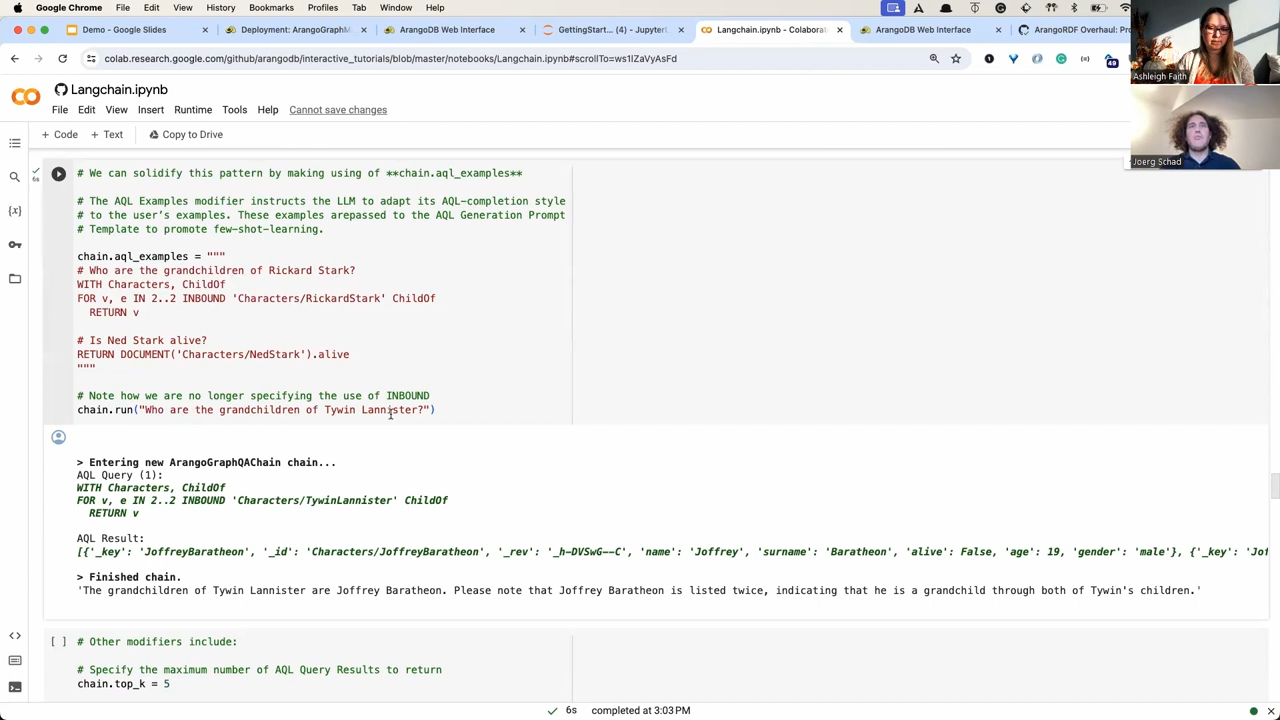 Google Chrome File Edit View History Bookmarks Profiles Tab Window Help
Demo - Google Slides
Deployment: ArangoGraphM
ArangoDB Web Interface
GettingStart... (4) - JupyterL
Langchain.ipynb - Colaborat
ArangoDB Web Interface
ArangoRDF Overhaul: Pro
colab.research.google.com/github/arangodb/interactive_tutorials/blob/master/notebooks/Langchain.ipynb#scrollTo=ws1IZaVyAsFd
49
Ashleigh Faith
Langchain.ipynb
File Edit View Insert Runtime Tools Help Cannot save changes
+ Code + Text Copy to Drive
Joerg Schad
6s
# We can solidify this pattern by making using of **chain.aql_examples**
# The AQL Examples modifier instructs the LLM to adapt its AQL-completion style
# to the user's examples. These examples arepassed to the AQL Generation Prompt
# Template to promote few-shot-learning.
chain.aql_examples = """
# Who are the grandchildren of Rickard Stark?
WITH Characters, ChildOf
FOR v, e IN 2..2 INBOUND 'Characters/RickardStark' ChildOf
RETURN v
# Is Ned Stark alive?
RETURN DOCUMENT('Characters/NedStark').alive
"""
# Note how we are no longer specifying the use of INBOUND
chain.run("Who are the grandchildren of Tywin Lannister?")
> Entering new ArangoGraphQAChain chain...
AQL Query (1):
WITH Characters, ChildOf
FOR v, e IN 2..2 INBOUND 'Characters/TywinLannister' ChildOf
RETURN v
AQL Result:
[{'_key': 'JoffreyBaratheon', '_id': 'Characters/JoffreyBaratheon', '_rev': '_h-DVSwG--C', 'name': 'Joffrey', 'surname': 'Baratheon', 'alive': False, 'age': 19, 'gender': 'male'}, {'_key': 'Jof
> Finished chain.
'The grandchildren of Tywin Lannister are Joffrey Baratheon. Please note that Joffrey Baratheon is listed twice, indicating that he is a grandchild through both of Tywin's children.'
[ ] # Other modifiers include:
# Specify the maximum number of AQL Query Results to return
chain.top_k = 5
6s completed at 3:03 PM